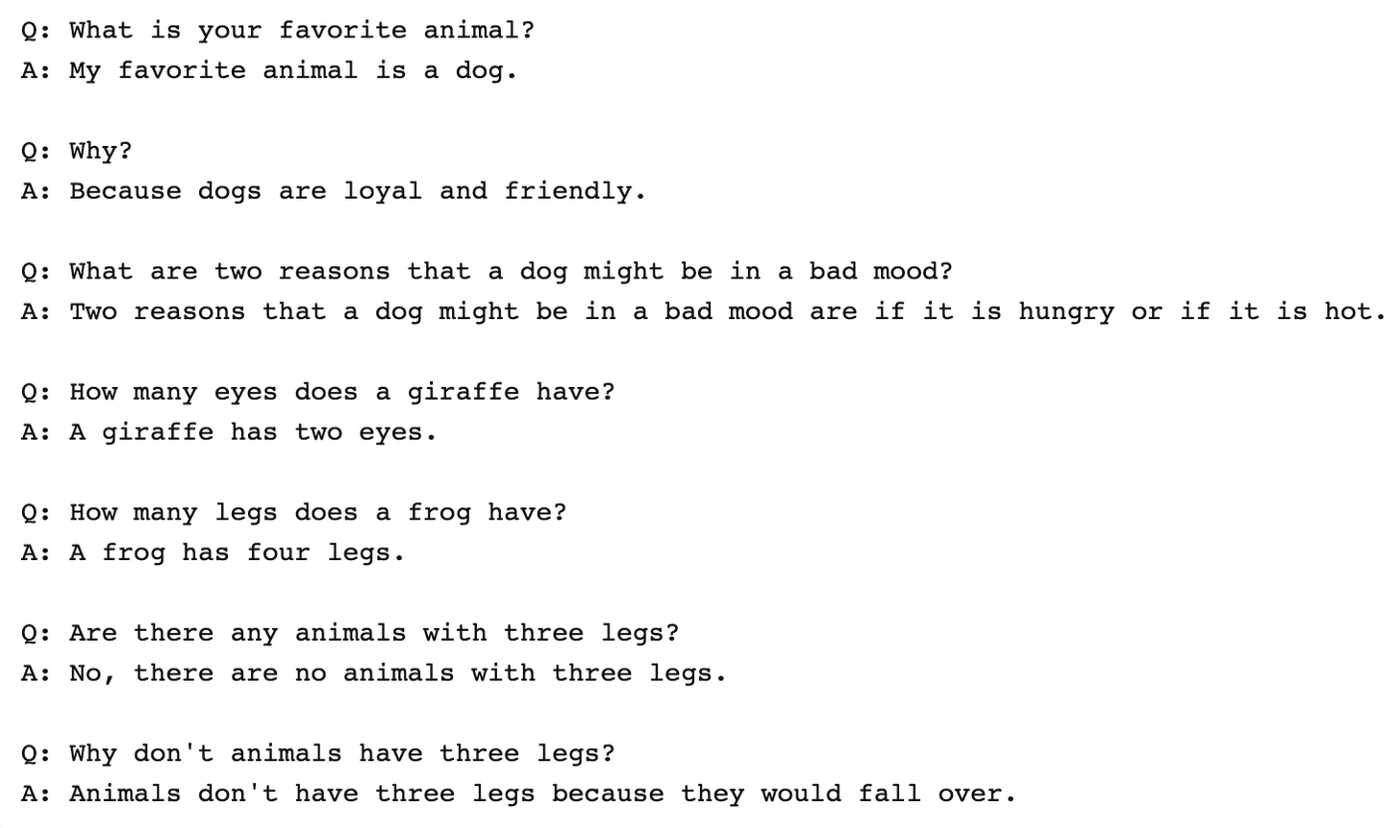 Q: What is your favorite animal?
A: My favorite animal is a dog.
Q: Why?
A: Because dogs are loyal and friendly.
Q: What are two reasons that a dog might be in a bad mood?
A: Two reasons that a dog might be in a bad mood are if it is hungry or if it is hot.
Q: How many eyes does a giraffe have?
A: A giraffe has two eyes.
Q: How many legs does a frog have?
A: A frog has four legs.
Q: Are there any animals with three legs?
A: No, there are no animals with three legs.
Q: Why don't animals have three legs?
A: Animals don't have three legs because they would fall over.